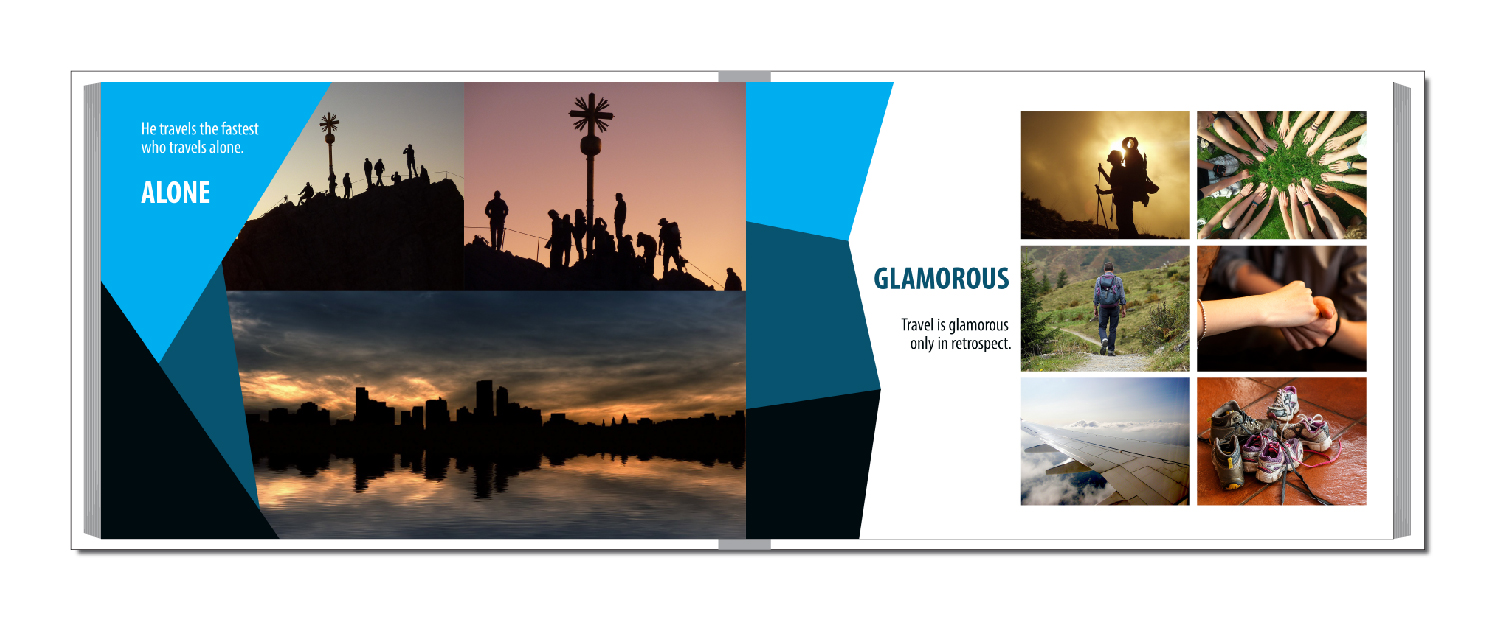 He travels the fastest
who travels alone.
ALONE
GLAMOROUS
Travel is glamorous
only in retrospect.